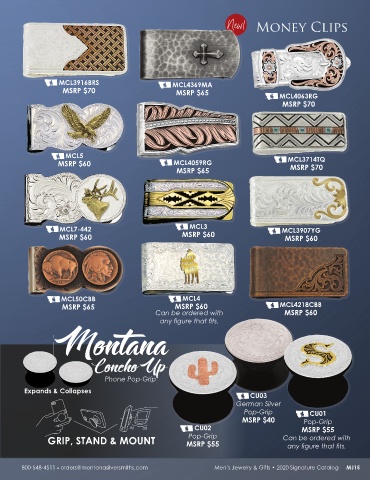 New!
MONEY CLIPS
MCL3916BRS
MSRP $70
MCL4369MA
MSRP $65
MCL4063RG
MSRP $70
MCL5
MSRP $60
MCL4059RG
MSRP $65
MCL3714TQ
MSRP $70
MCL7-442
MSRP $60
MCL3
MSRP $60
MCL3907YG
MSRP $60
MCL50CBB
MSRP $65
MCL4
MSRP $60
Can be ordered with
any figure that fits.
MCL4218CBB
MSRP $60
Montana
Concho Up
Phone Pop-Grip
Expands & Collapses
GRIP, STAND & MOUNT
CU02
Pop-Grip
MSRP $55
CU03
German Silver
Pop-Grip
MSRP $40
S
CU01
Pop-Grip
MSRP $55
Can be ordered with
any figure that fits.
800-548-4511 • orders@montanasilversmiths.com
Men's Jewelry & Gifts • 2020 Signature Catalog MJ15